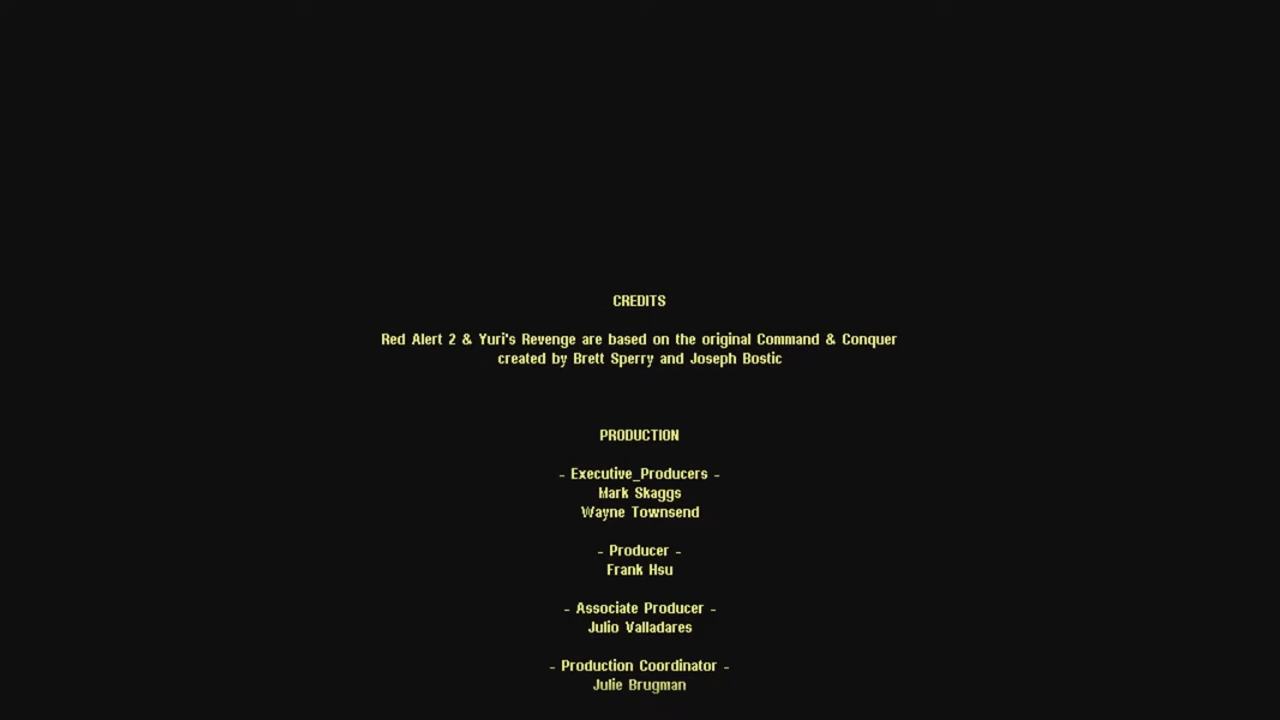 CREDITS
Red Alert 2 & Yuri's Revenge are based on the original Command & Conquer
created by Brett Sperry and Joseph Bostic
PRODUCTION
- Executive_Producers -
Mark Skaggs
Wayne Townsend
- Producer -
Frank Hsu
- Associate Producer -
Julio Valladares
- Production Coordinator -
Julie Brugman